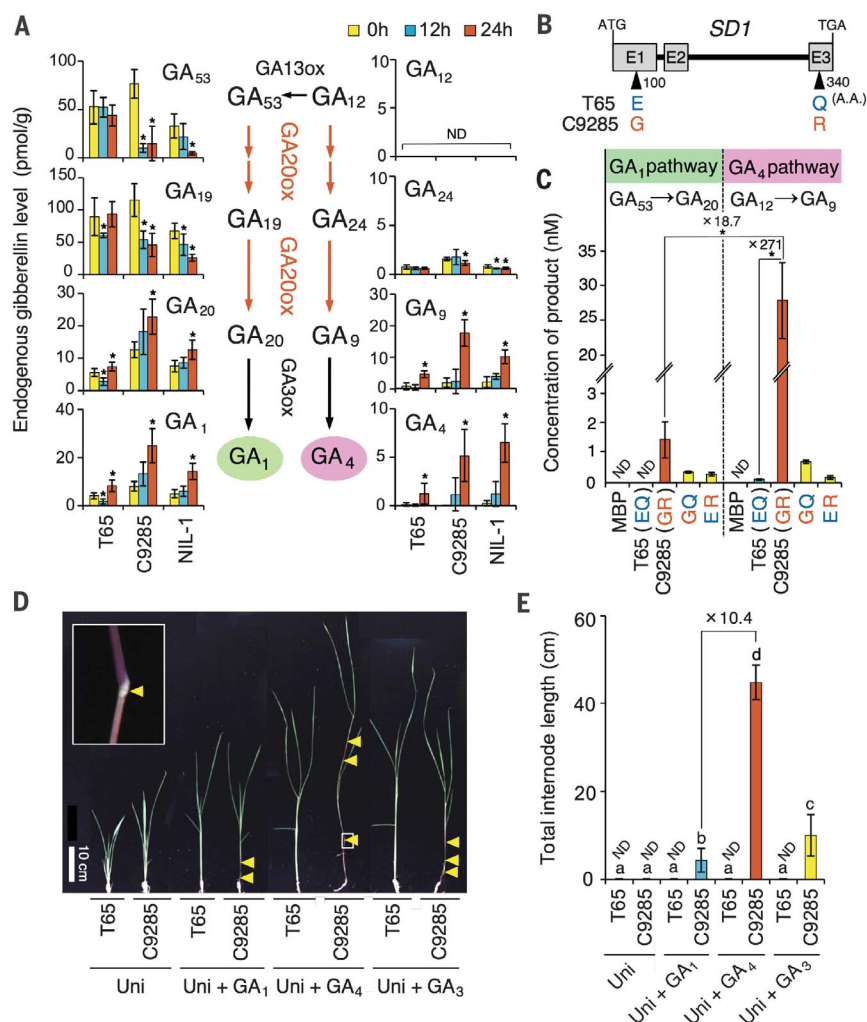 A
0h 12h 24h
Endogenous gibberellin level (pmol/g)
100
50
0
GA53
150
100
50
0
GA19
30
20
10
0
GA20
40
20
0
GA1
T65
C9285
NIL-1
GA13ox
GA53 GA12
GA20ox
GA19 GA24
GA20ox
GA20 GA9
GA3ox
GA1 GA4
10
5
0
GA12
ND
10
5
0
GA24
30
20
10
0
GA9
10
5
0
GA4
T65
C9285
NIL-1
B
SD1
ATG TGA
E1 E2 E3
100 340
(A.A.)
T65 E Q
C9285 G R
C
GA1 pathway GA4 pathway
GA53→GA20 GA12→GA9
×18.7
*
×271
*
Concentration of product (nM)
35
30
25
20
2
1
0
ND ND ND
MBP
T65 (EQ)
C9285 (GR)
GQ
ER
MBP
T65 (EQ)
C9285 (GR)
GQ
ER
D
10 cm
T65 C9285 T65 C9285 T65 C9285 T65 C9285
Uni Uni + GA1 Uni + GA4 Uni + GA3
E
Total internode length (cm)
60
40
20
0
×10.4
d
b
c
ND ND ND ND ND
a a a a a
T65 C9285 T65 C9285 T65 C9285 T65 C9285
Uni Uni + GA1 Uni + GA4 Uni + GA3